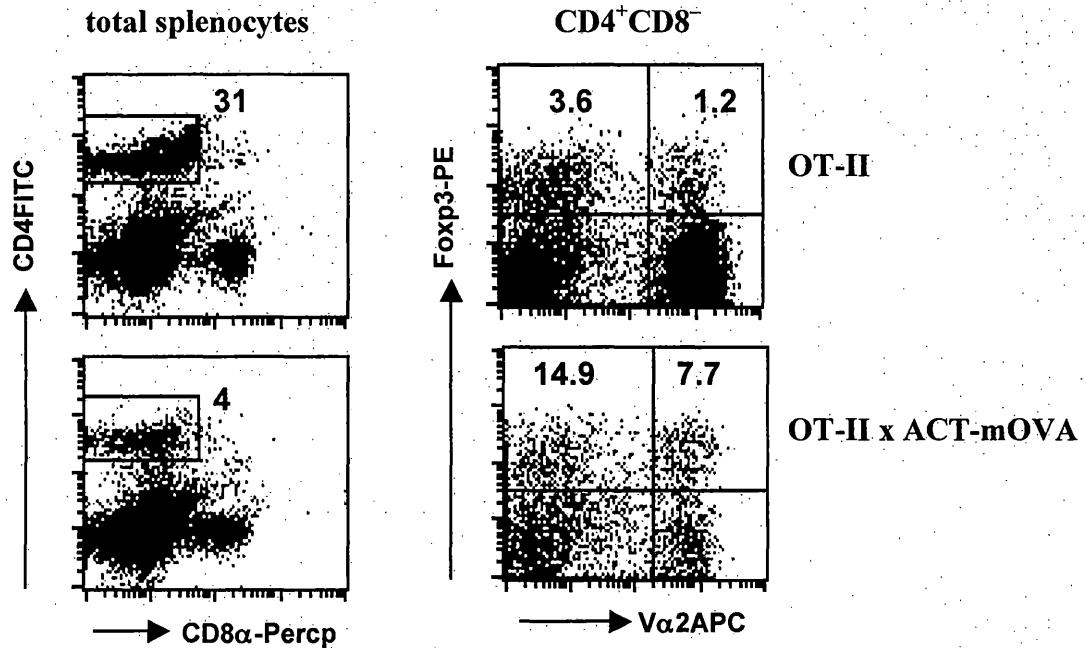 total splenocytes
CD4⁺CD8⁻
31
3.6
1.2
OT-II
CD4FITC
Foxp3-PE
4
14.9
7.7
OT-II x ACT-mOVA
CD8α-Percp
Vα2APC